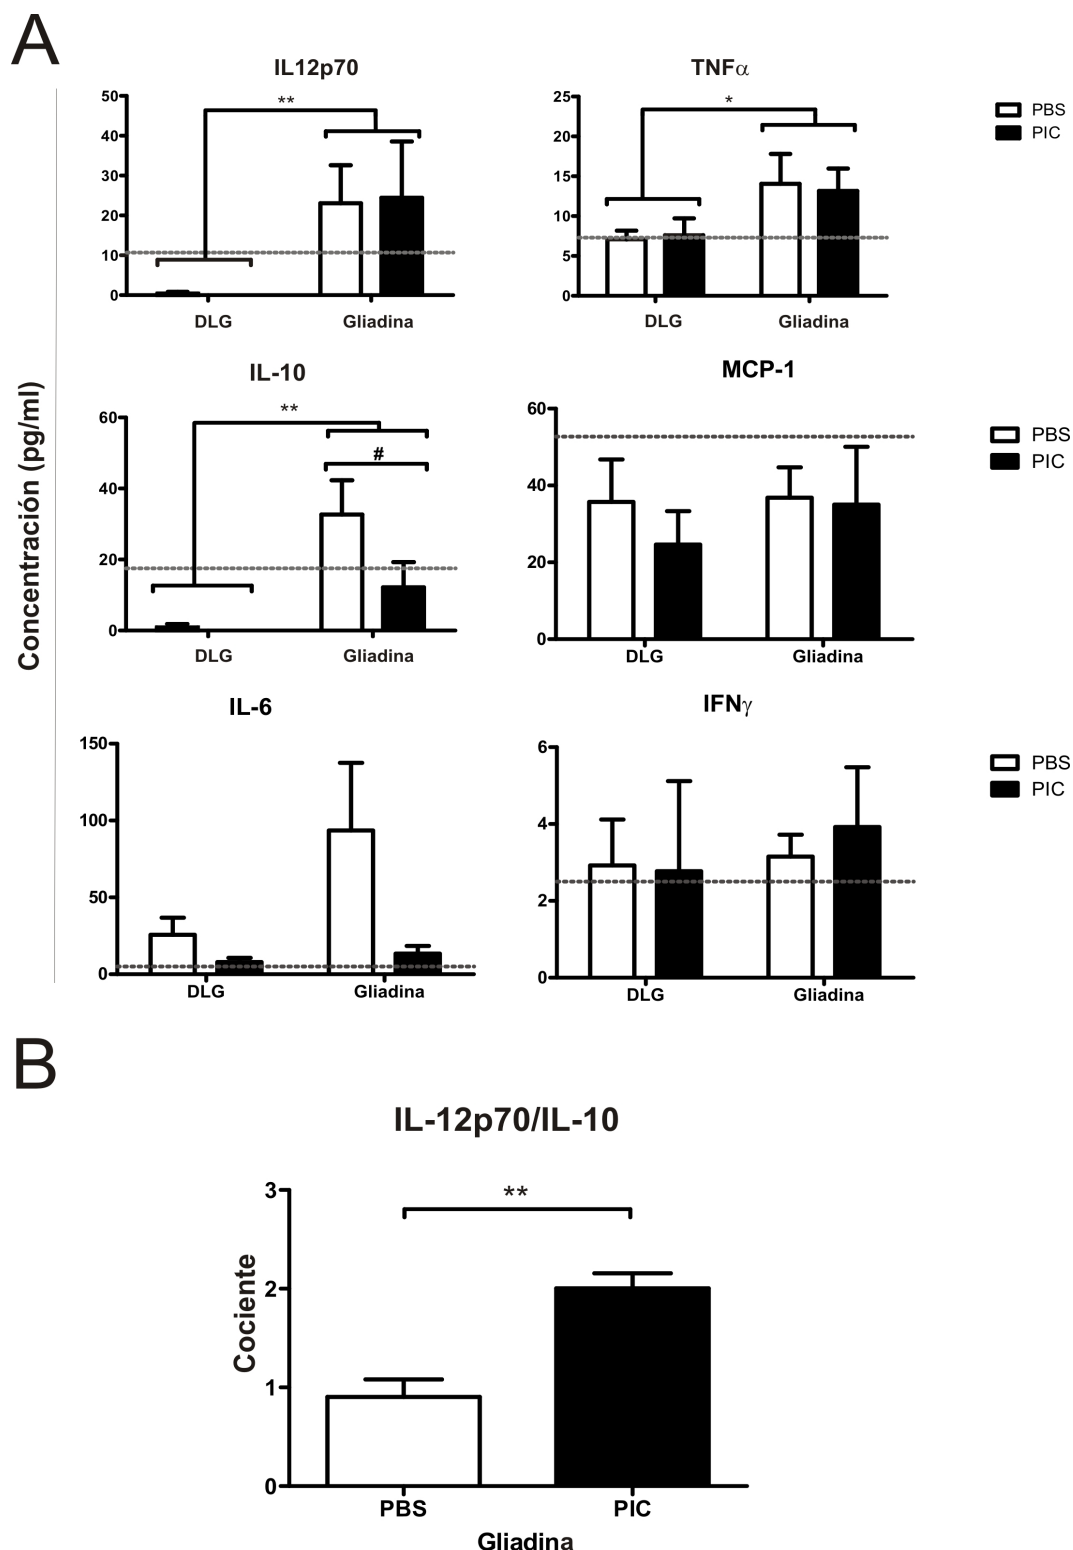 A
IL12p70
50
40
30
20
10
0
**
DLG
Gliadina
TNFα
25
20
15
10
5
0
*
DLG
Gliadina
PBS
PIC
Concentración (pg/ml)
IL-10
60
40
20
0
**
#
DLG
Gliadina
MCP-1
60
40
20
0
DLG
Gliadina
PBS
PIC
IL-6
150
100
50
0
DLG
Gliadina
IFNγ
6
4
2
0
DLG
Gliadina
PBS
PIC
B
IL-12p70/IL-10
Cociente
3
2
1
0
**
PBS
PIC
Gliadina